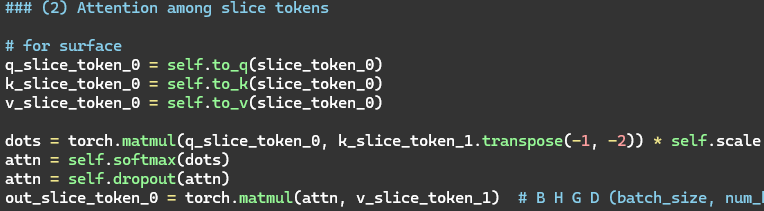 ### (2) Attention among slice tokens
# for surface
q_slice_token_0 = self.to_q(slice_token_0)
k_slice_token_0 = self.to_k(slice_token_0)
v_slice_token_0 = self.to_v(slice_token_0)
dots = torch.matmul(q_slice_token_0, k_slice_token_1.transpose(-1, -2)) * self.scale
attn = self.softmax(dots)
attn = self.dropout(attn)
out_slice_token_0 = torch.matmul(attn, v_slice_token_1)  # B H G D (batch_size,